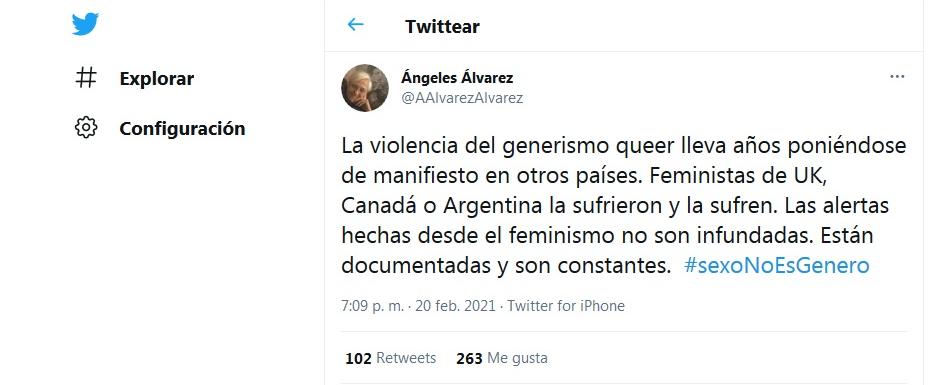 Twittear
Explorar
Configuración
Ángeles Álvarez
@AAlvarezAlvarez
La violencia del generismo queer lleva años poniéndose
de manifiesto en otros países. Feministas de UK,
Canadá o Argentina la sufrieron y la sufren. Las alertas
hechas desde el feminismo no son infundadas. Están
documentadas y son constantes. #sexoNoEsGenero
7:09 p. m. · 20 feb. 2021 · Twitter for iPhone
102 Retweets 263 Me gusta